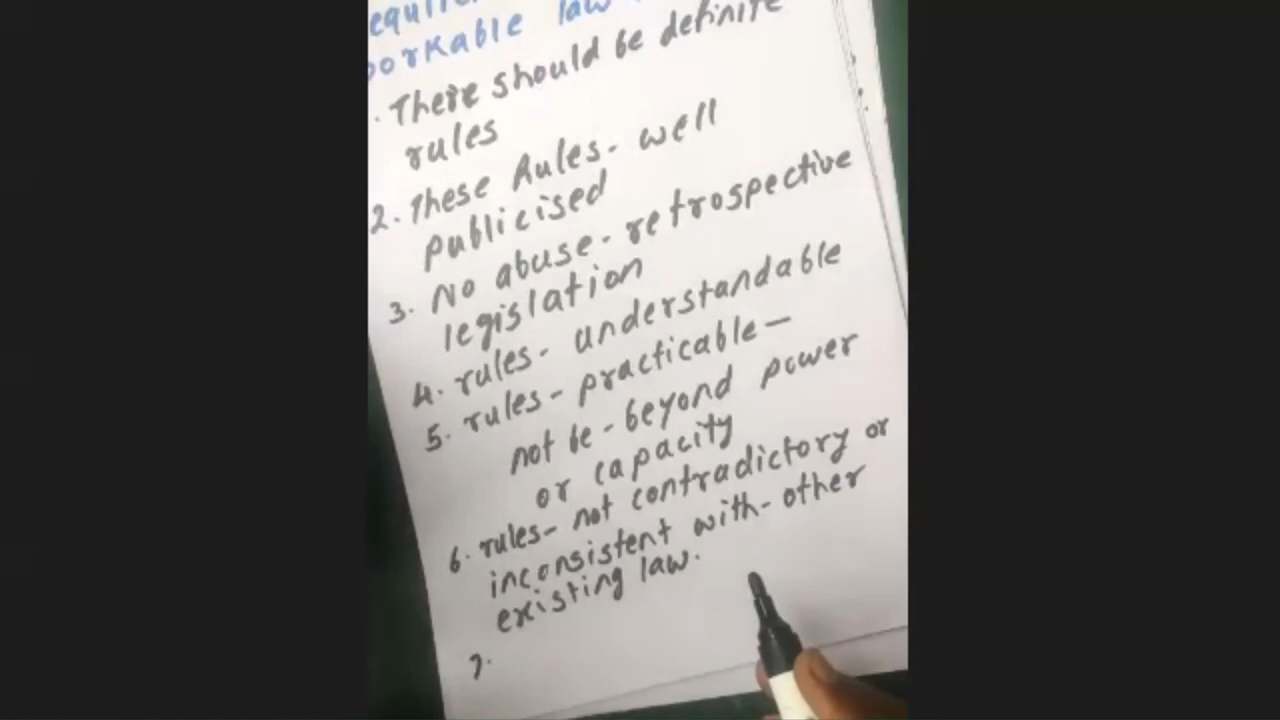 workable law
. There should be definite
rules
2. These Rules - well
publicised
3. No abuse - retrospective
legislation
4. rules - understandable
5. rules - practicable -
not be - beyond power
or capacity
6. rules - not contradictory or
inconsistent with - other
existing law.
7.